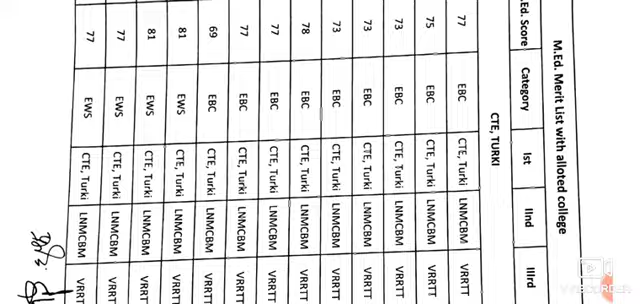 M.Ed. Merit List with alloted college
.Ed. Score Category Ist IInd IIIrd
CTE, TURKI
77 EBC CTE, Turki LNMCBM VRRTT
75 EBC CTE, Turki LNMCBM VRRTT
73 EBC CTE, Turki LNMCBM VRRTT
73 EBC CTE, Turki LNMCBM VRRTT
73 EBC CTE, Turki LNMCBM VRRTT
78 EBC CTE, Turki LNMCBM VRRTT
77 EBC CTE, Turki LNMCBM VRRTT
77 EBC CTE, Turki LNMCBM VRRTT
69 EBC CTE, Turki LNMCBM VRRTT
81 EWS CTE, Turki LNMCBM VRRTT
81 EWS CTE, Turki LNMCBM VRRTT
77 EWS CTE, Turki LNMCBM VRRTT
77 EWS CTE, Turki LNMCBM VRRTT
V RECORDER